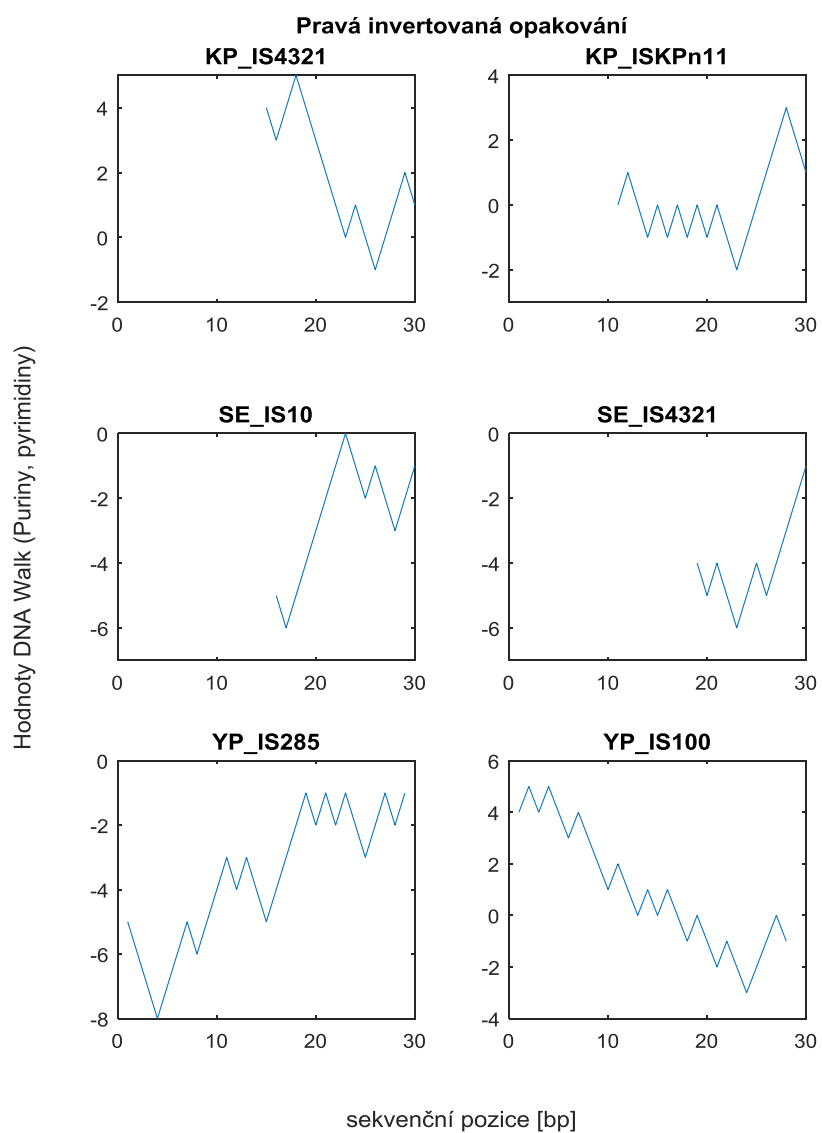 Pravá invertovaná opakování
KP_IS4321
KP_ISKPn11
4
2
0
-2
0 10 20 30
4
2
0
-2
0 10 20 30
Hodnoty DNA Walk (Puriny, pyrimidiny)
SE_IS10
SE_IS4321
0
-2
-4
-6
0 10 20 30
0
-2
-4
-6
0 10 20 30
YP_IS285
YP_IS100
0
-2
-4
-6
-8
0 10 20 30
6
4
2
0
-2
-4
0 10 20 30
sekvenční pozice [bp]